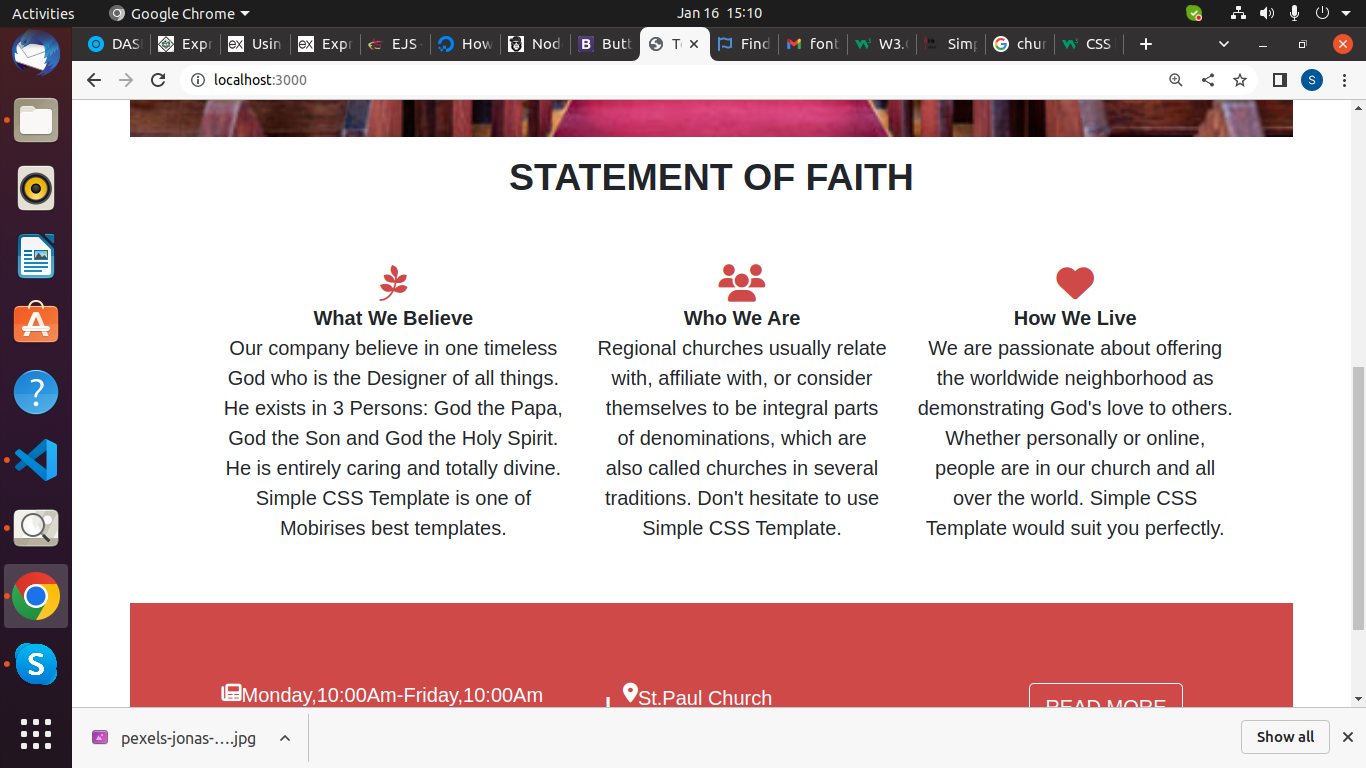 Activities
Google Chrome
Jan 16 15:10
DAS
Expr
Usin
Expr
EJS
How
Nod
B Butt
T
Find
font
W3.
Sim
chur
CSS
localhost:3000
S
STATEMENT OF FAITH
What We Believe
Our company believe in one timeless
God who is the Designer of all things.
He exists in 3 Persons: God the Papa,
God the Son and God the Holy Spirit.
He is entirely caring and totally divine.
Simple CSS Template is one of
Mobirises best templates.
Who We Are
Regional churches usually relate
with, affiliate with, or consider
themselves to be integral parts
of denominations, which are
also called churches in several
traditions. Don't hesitate to use
Simple CSS Template.
How We Live
We are passionate about offering
the worldwide neighborhood as
demonstrating God's love to others.
Whether personally or online,
people are in our church and all
over the world. Simple CSS
Template would suit you perfectly.
Monday,10:00Am-Friday,10:00Am
St.Paul Church
READ MORE
pexels-jonas-....jpg
Show all